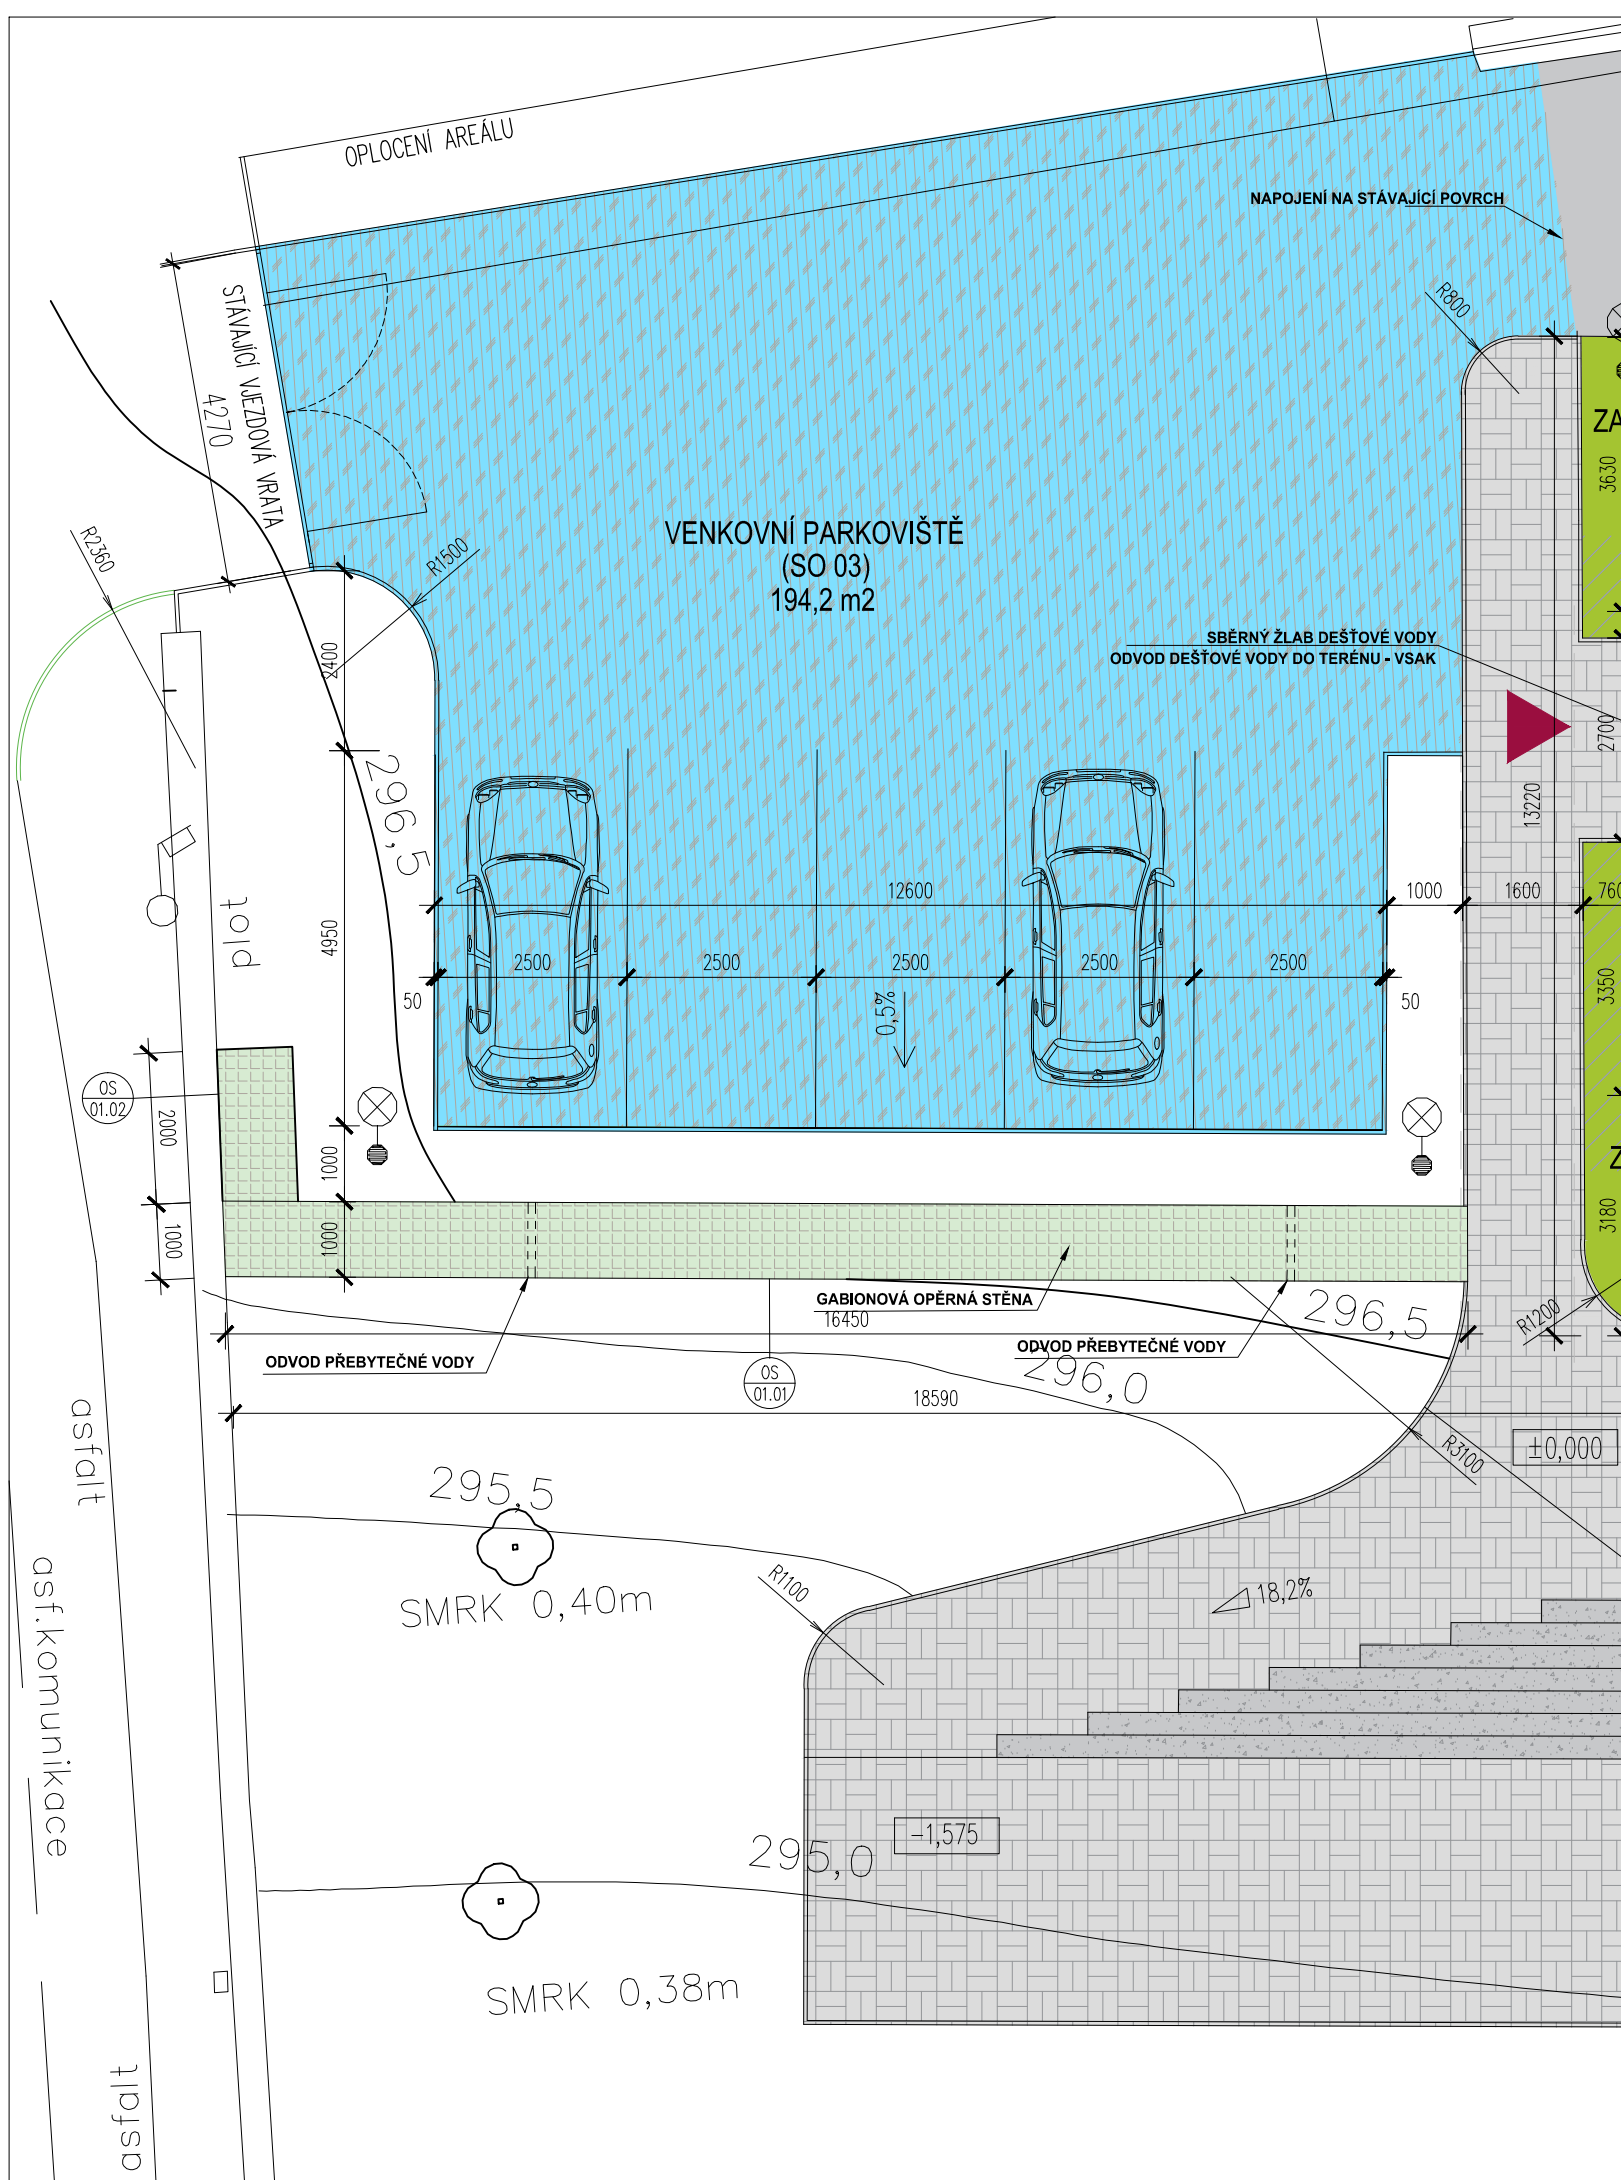 OPLOCENÍ AREÁLU
NAPOJENÍ NA STÁVAJÍCÍ POVRCH
STÁVAJÍCÍ VJEZDOVÁ VRATA
4270
R800
ZA
3630
R2360
R1500
VENKOVNÍ PARKOVIŠTĚ
(SO 03)
194,2 m2
SBĚRNÝ ŽLAB DEŠŤOVÉ VODY
ODVOD DEŠŤOVÉ VODY DO TERÉNU - VSAK
2400
2700
13220
296,5
plot
4950
12600
1000
1600
760
2500
2500
2500
2500
2500
50
50
0,5%
3350
OS
01.02
2000
1000
1000
1000
Z
3180
GABIONOVÁ OPĚRNÁ STĚNA
16450
296,5
R1200
ODVOD PŘEBYTEČNÉ VODY
ODVOD PŘEBYTEČNÉ VODY
OS
01.01
296,0
18590
R3100
±0,000
asfalt
295,5
SMRK 0,40m
R1100
18,2%
asf.komunikace
-1,575
295,0
SMRK 0,38m
asfalt